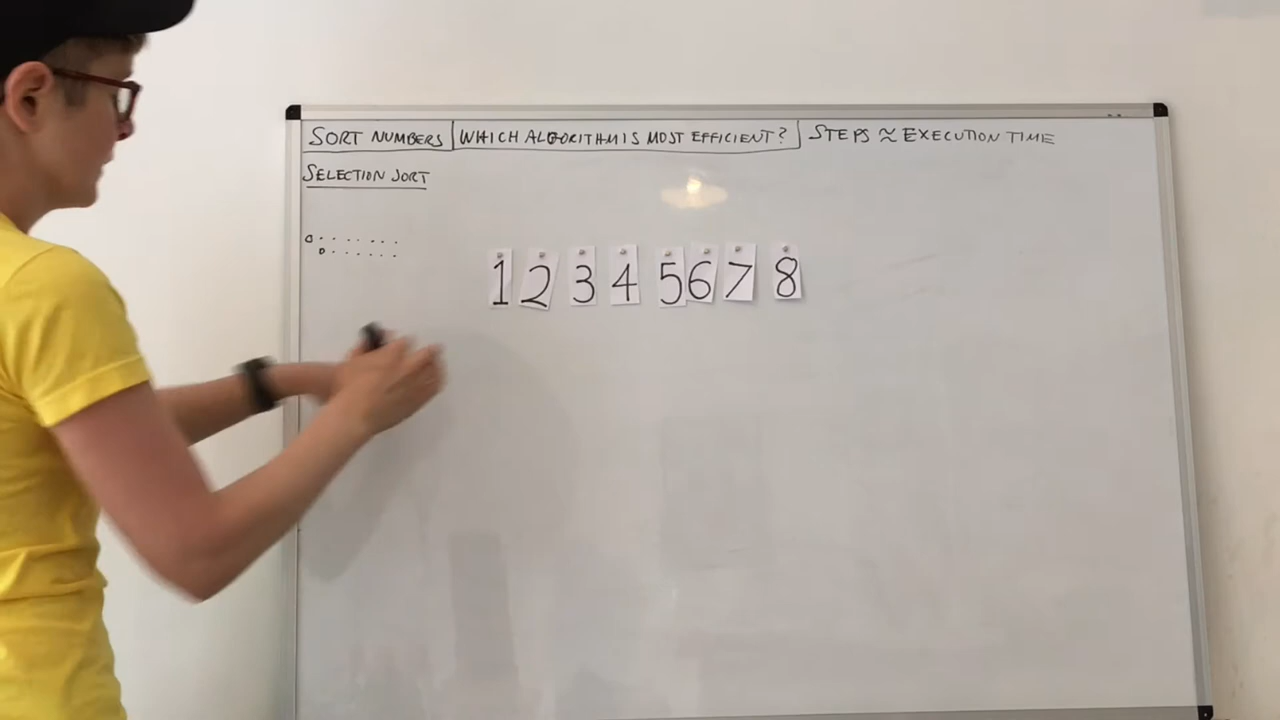 SORT NUMBERS WHICH ALGORITHM IS MOST EFFICIENT? STEPS ≈ EXECUTION TIME
SELECTION SORT
1 2 3 4 5 6 7 8